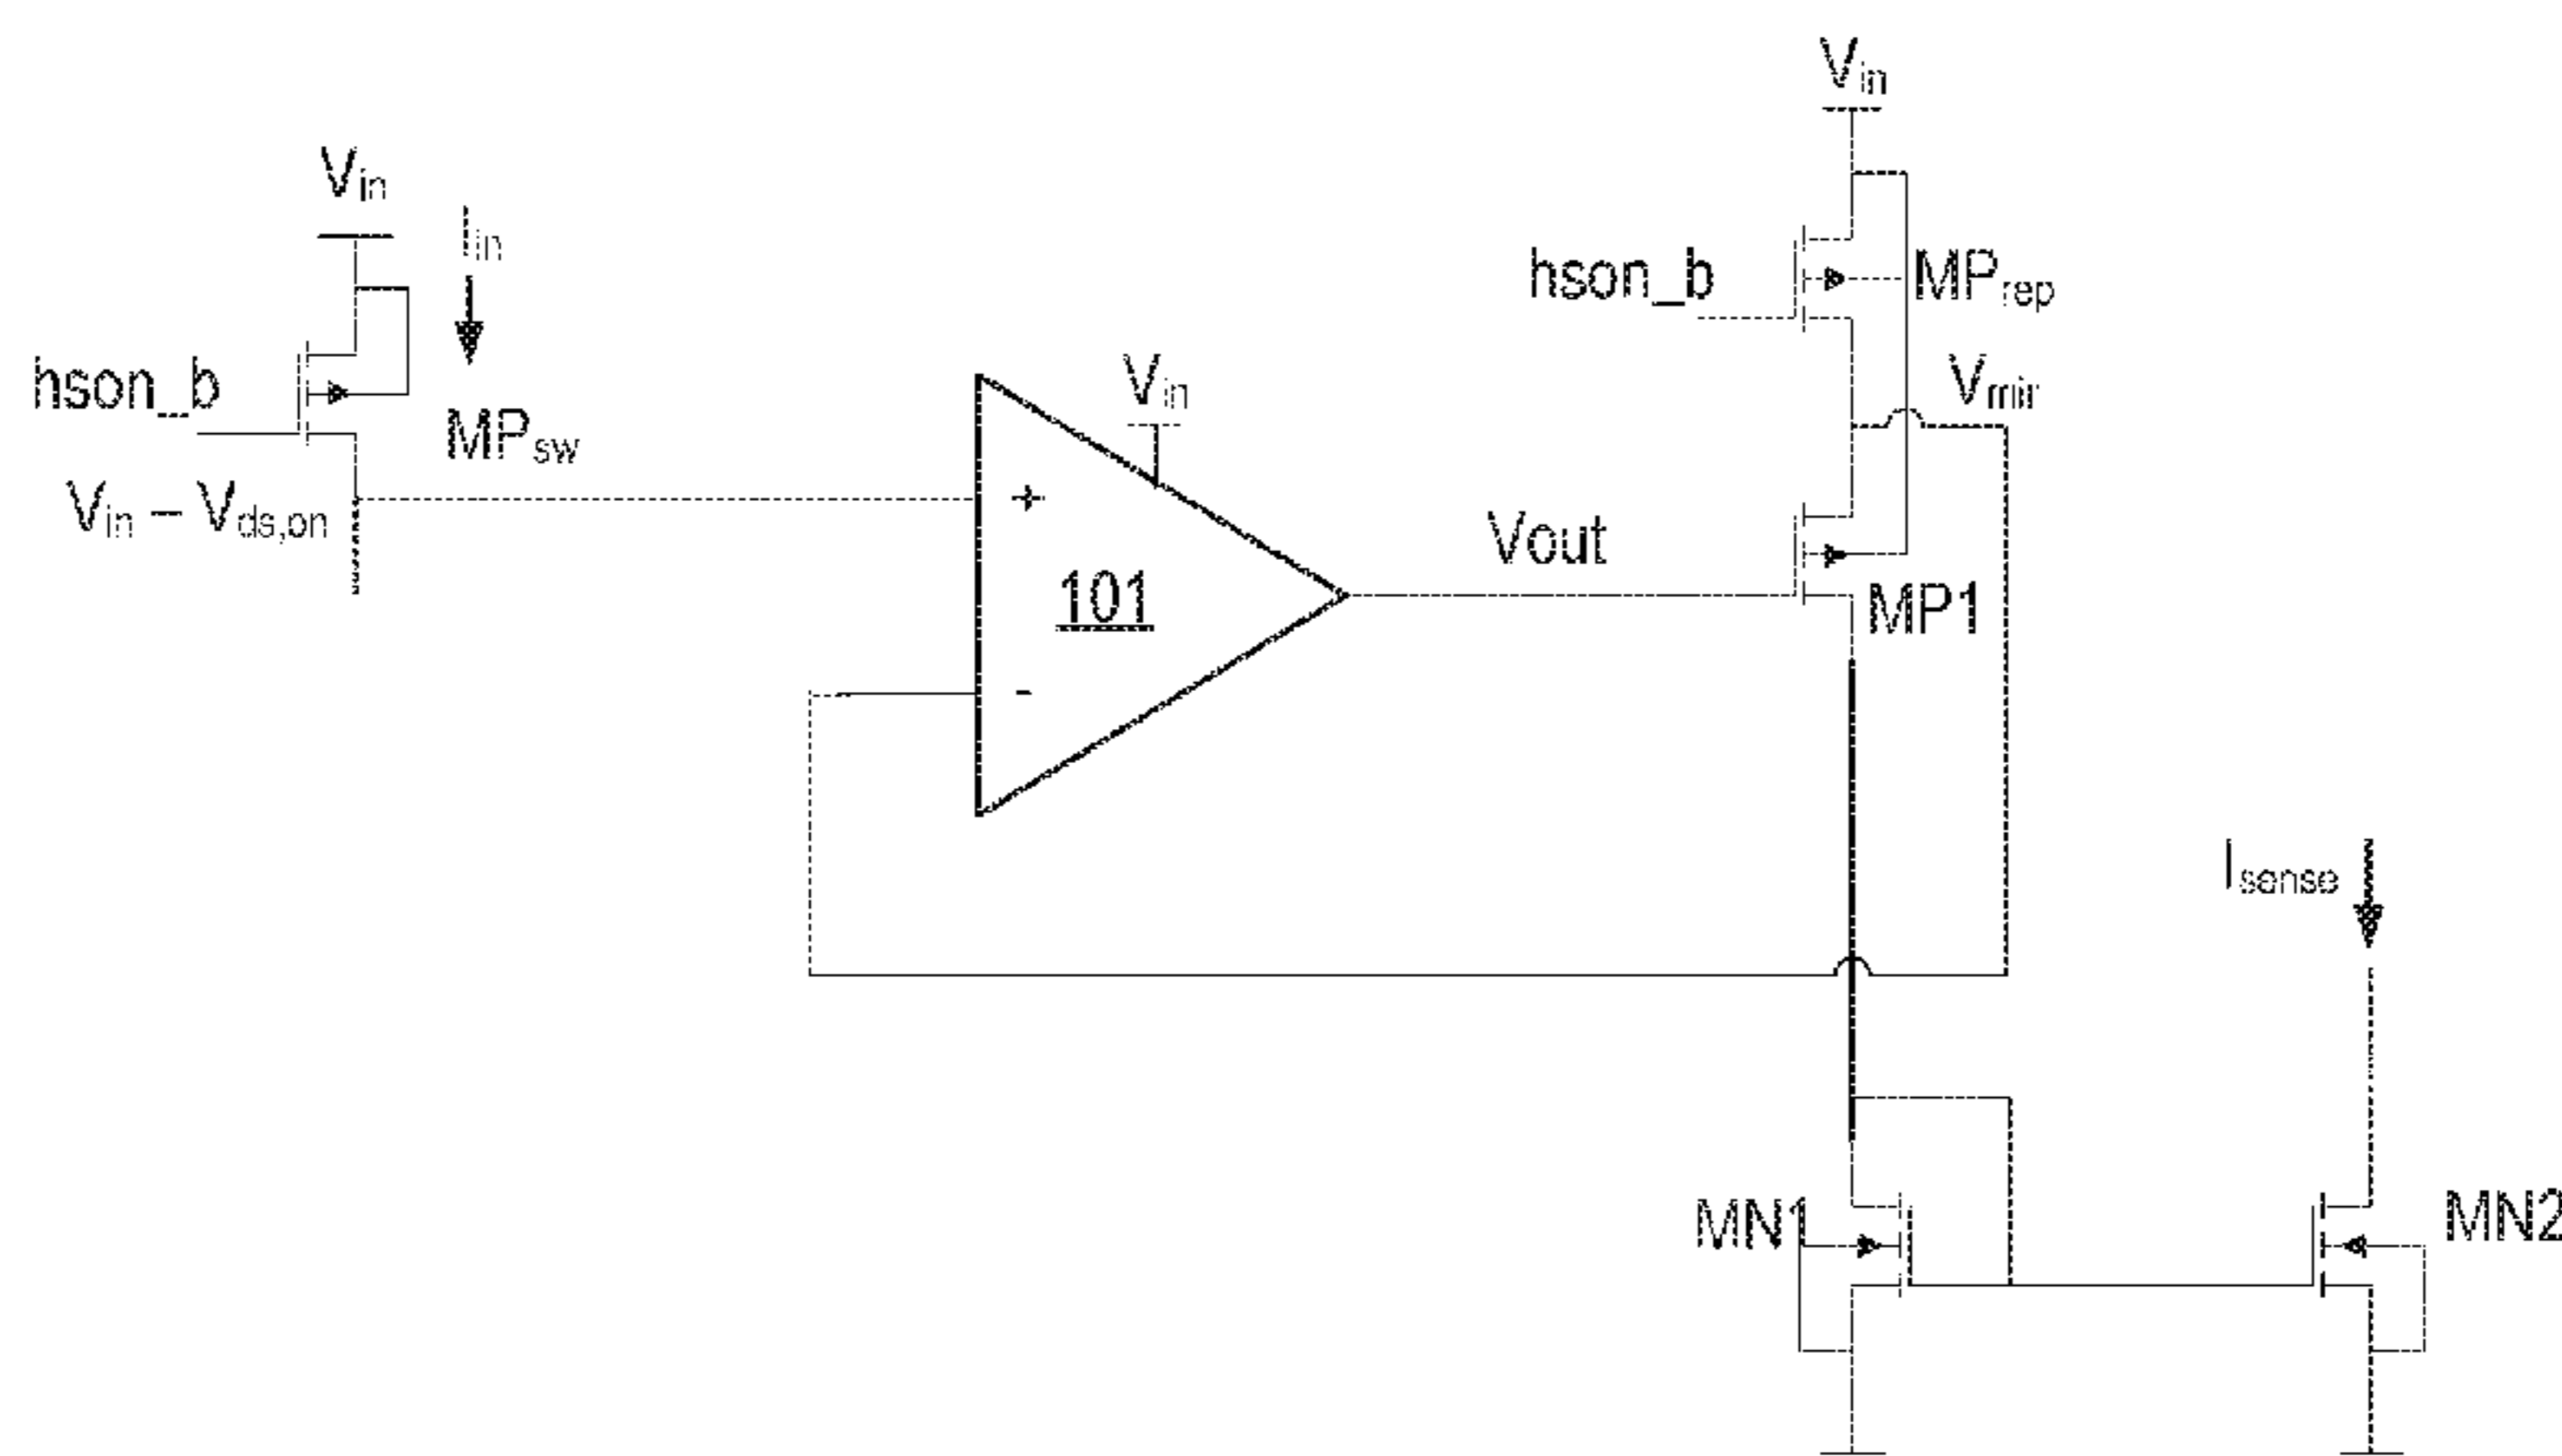 Vin
Vin
Iin
hson_b
MPrep
Vin
Vmir
hson_b
MPsw
+
Vin – Vds,on
Vout
101
MP1
-
Isense
MN1
MN2